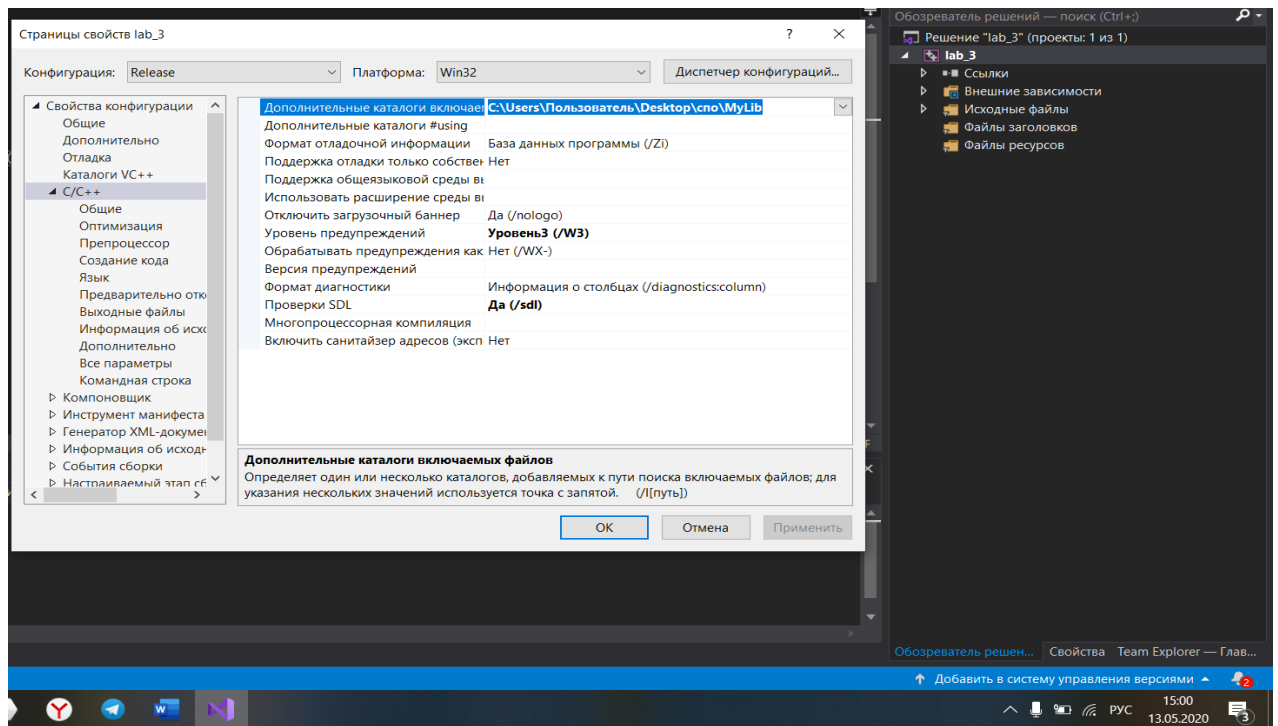 Страницы свойств lab_3
?
Конфигурация: Release Платформа: Win32 Диспетчер конфигураций...
Свойства конфигурации
Общие
Дополнительно
Отладка
Каталоги VC++
C/C++
Общие
Оптимизация
Препроцессор
Создание кода
Язык
Предварительно отк
Выходные файлы
Информация об исхо
Дополнительно
Все параметры
Командная строка
Компоновщик
Инструмент манифеста
Генератор XML-докумен
Информация об исходн
События сборки
Настраиваемый этап сб
Дополнительные каталоги включаем C:\Users\Пользователь\Desktop\спо\MyLib
Дополнительные каталоги #using
Формат отладочной информации База данных программы (/Zi)
Поддержка отладки только собствен Нет
Поддержка общеязыковой среды вы
Использовать расширение среды вы
Отключить загрузочный баннер Да (/nologo)
Уровень предупреждений Уровень3 (/W3)
Обрабатывать предупреждения как Нет (/WX-)
Версия предупреждений
Формат диагностики Информация о столбцах (/diagnostics:column)
Проверки SDL Да (/sdl)
Многопроцессорная компиляция
Включить санитайзер адресов (эксп Нет
Дополнительные каталоги включаемых файлов
Определяет один или несколько каталогов, добавляемых к пути поиска включаемых файлов; для
указания нескольких значений используется точка с запятой. (/I[путь])
ОК Отмена Применить
Обозреватель решений — поиск (Ctrl+;)
Решение "lab_3" (проекты: 1 из 1)
lab_3
Ссылки
Внешние зависимости
Исходные файлы
Файлы заголовков
Файлы ресурсов
Обозреватель решен... Свойства Team Explorer — Глав...
Добавить в систему управления версиями 2
РУС 15:00
13.05.2020 3